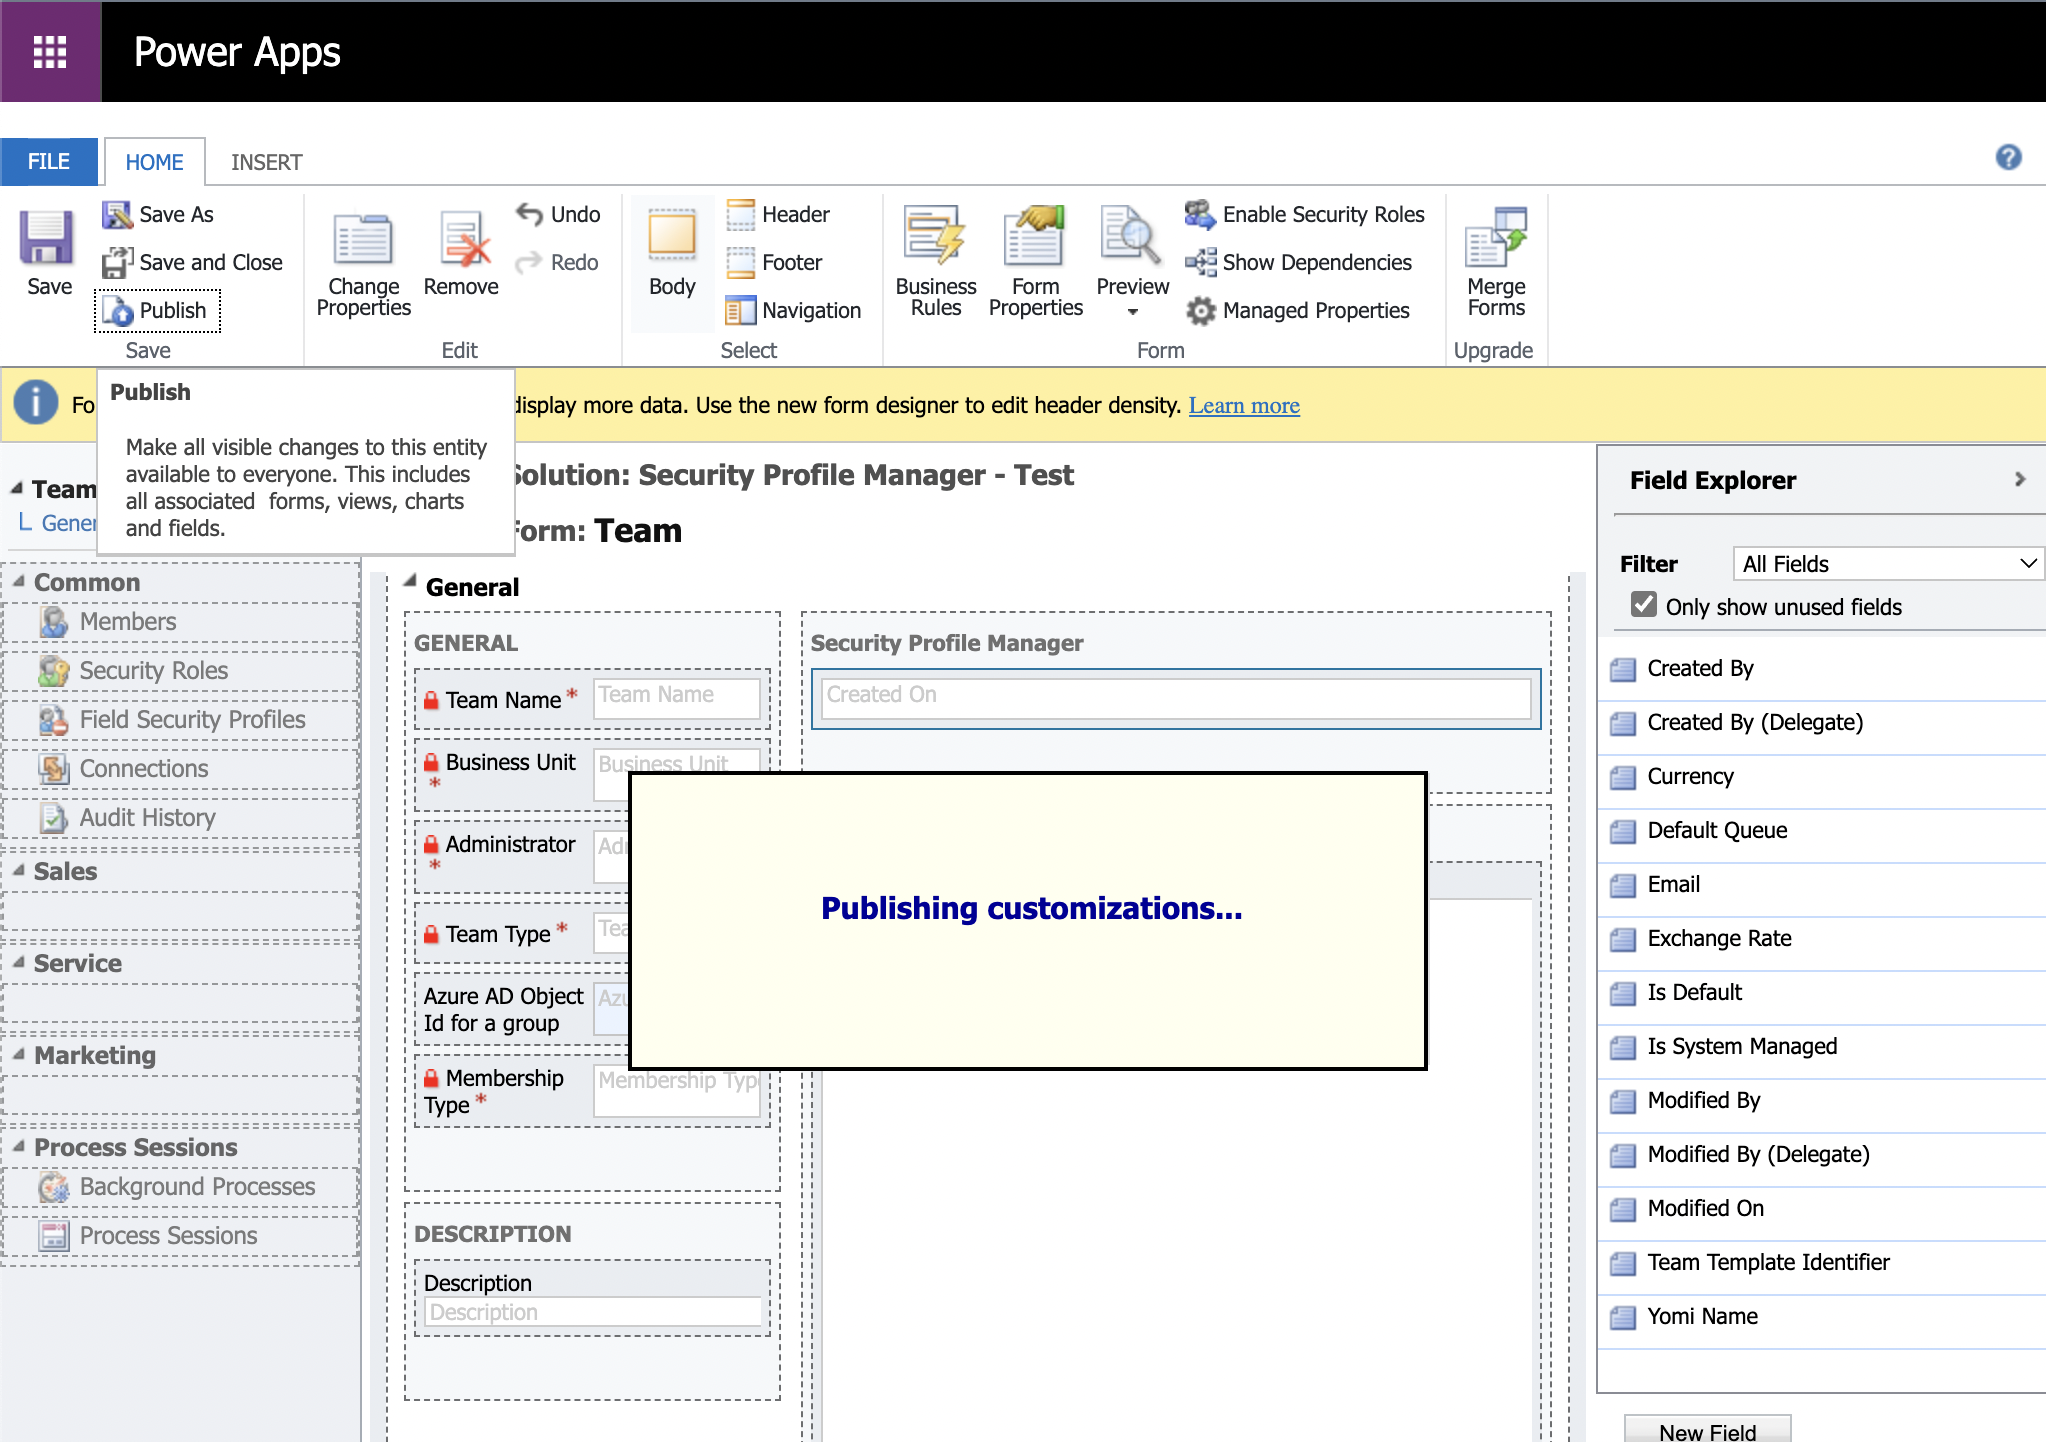 Power Apps
FILE
HOME
INSERT
Save
Save As
Save and Close
Publish
Save
Change Properties
Remove
Undo
Redo
Edit
Body
Header
Footer
Navigation
Select
Business Rules
Form Properties
Preview
Enable Security Roles
Show Dependencies
Managed Properties
Form
Merge Forms
Upgrade
Fo
display more data. Use the new form designer to edit header density. Learn more
Publish
Make all visible changes to this entity
available to everyone. This includes
all associated forms, views, charts
and fields.
Team
Gener
Common
Members
Security Roles
Field Security Profiles
Connections
Audit History
Sales
Service
Marketing
Process Sessions
Background Processes
Process Sessions
Solution: Security Profile Manager - Test
Form: Team
General
GENERAL
Team Name *
Team Name
Business Unit
*
Business Unit
Administrator
*
Adr
Team Type *
Tea
Azure AD Object
Id for a group
Azu
Membership
Type *
Membership Typ
DESCRIPTION
Description
Description
Security Profile Manager
Created On
Publishing customizations...
Field Explorer
Filter
All Fields
Only show unused fields
Created By
Created By (Delegate)
Currency
Default Queue
Email
Exchange Rate
Is Default
Is System Managed
Modified By
Modified By (Delegate)
Modified On
Team Template Identifier
Yomi Name
New Field